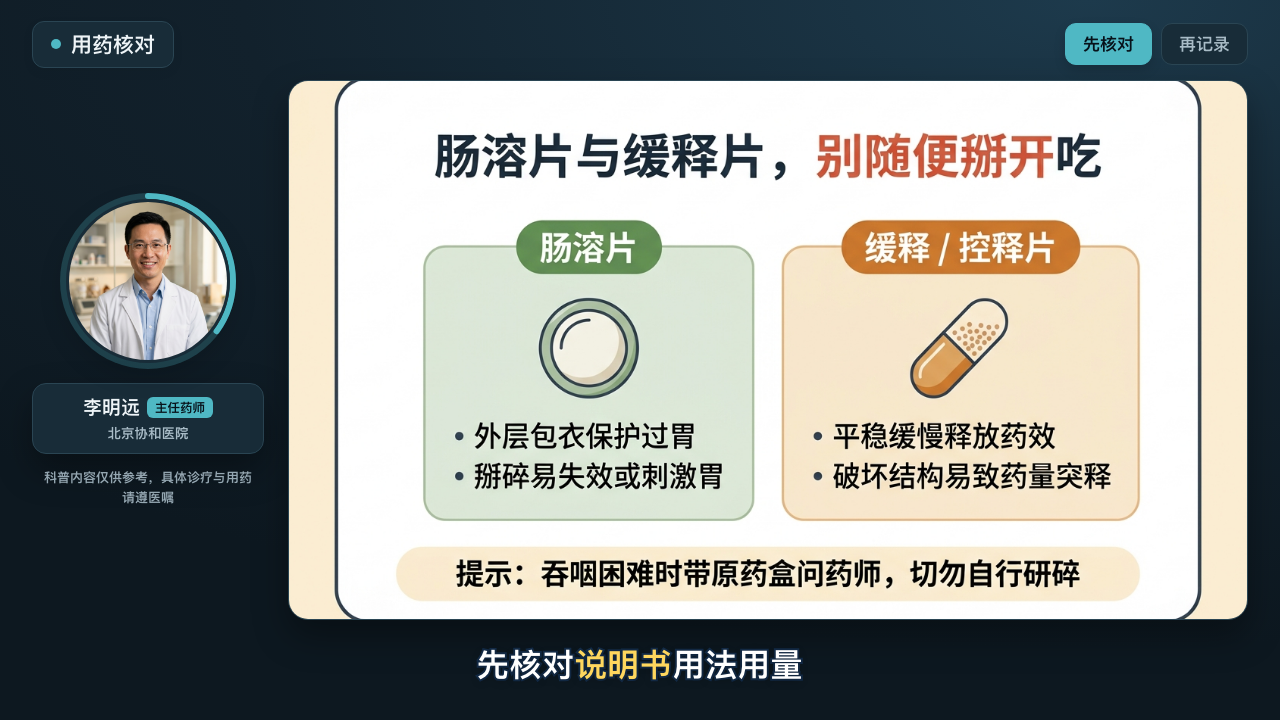 用药核对
先核对
再记录
肠溶片与缓释片，别随便掰开吃
肠溶片
外层包衣保护过胃
掰碎易失效或刺激胃
缓释 / 控释片
平稳缓慢释放药效
破坏结构易致药量突释
提示：吞咽困难时带原药盒问药师，切勿自行研碎
李明远 主任药师
北京协和医院
科普内容仅供参考，具体诊疗与用药
请遵医嘱
先核对说明书用法用量